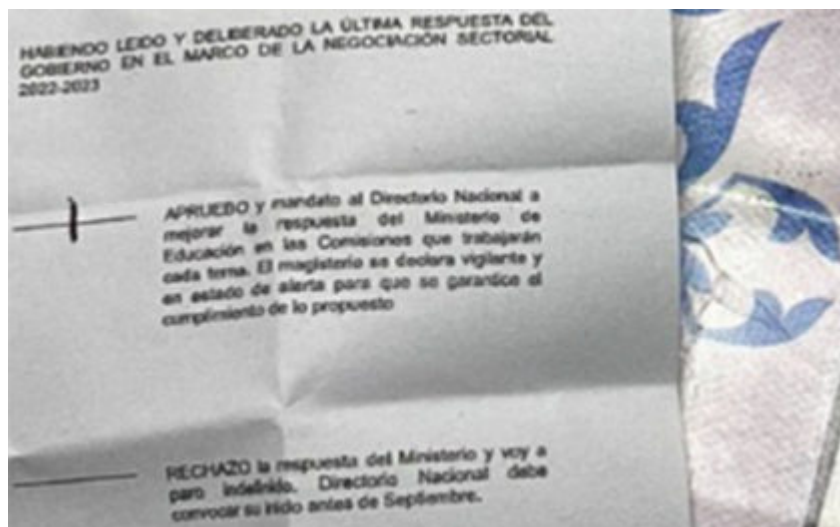 HABIENDO LEIDO Y DELIBERADO LA ÚLTIMA RESPUESTA DEL
GOBIERNO EN EL MARCO DE LA NEGOCIACIÓN SECTORIAL
2022-2023
APRUEBO y mandato al Directorio Nacional a
mejorar la respuesta del Ministerio de
Educación en las Comisiones que trabajarán
cada tema. El magisterio se declara vigilante y
en estado de alerta para que se garantice el
cumplimiento de lo propuesto
RECHAZO la respuesta del Ministerio y voy a
paro indefinido. Directorio Nacional debe
convocar su inicio antes de Septiembre.